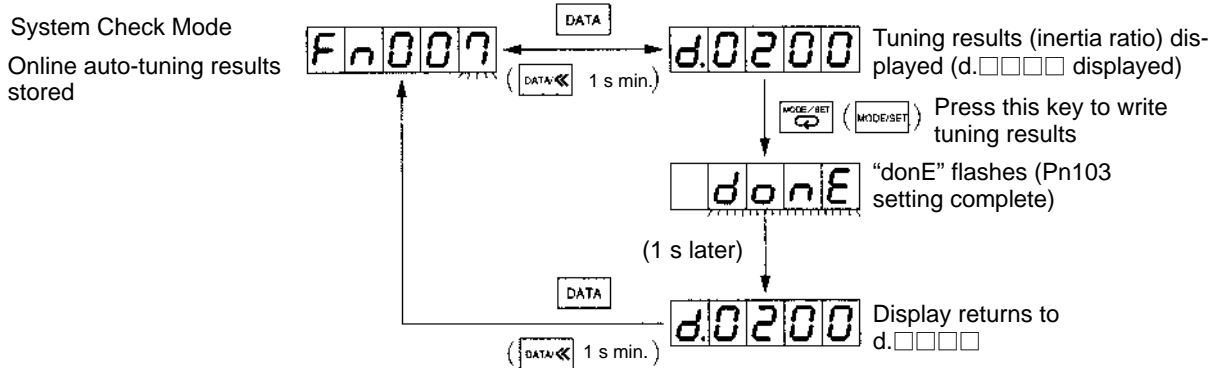 System Check Mode
Online auto-tuning results
stored
Fn007
DATA
( DATA/≪ 1 s min.)
d.0200
Tuning results (inertia ratio) dis-
played (d.□□□□ displayed)
MODE/SET ( MODE/SET )
Press this key to write
tuning results
donE
“donE” flashes (Pn103
setting complete)
(1 s later)
DATA
( DATA/≪ 1 s min. )
d.0200
Display returns to
d.□□□□